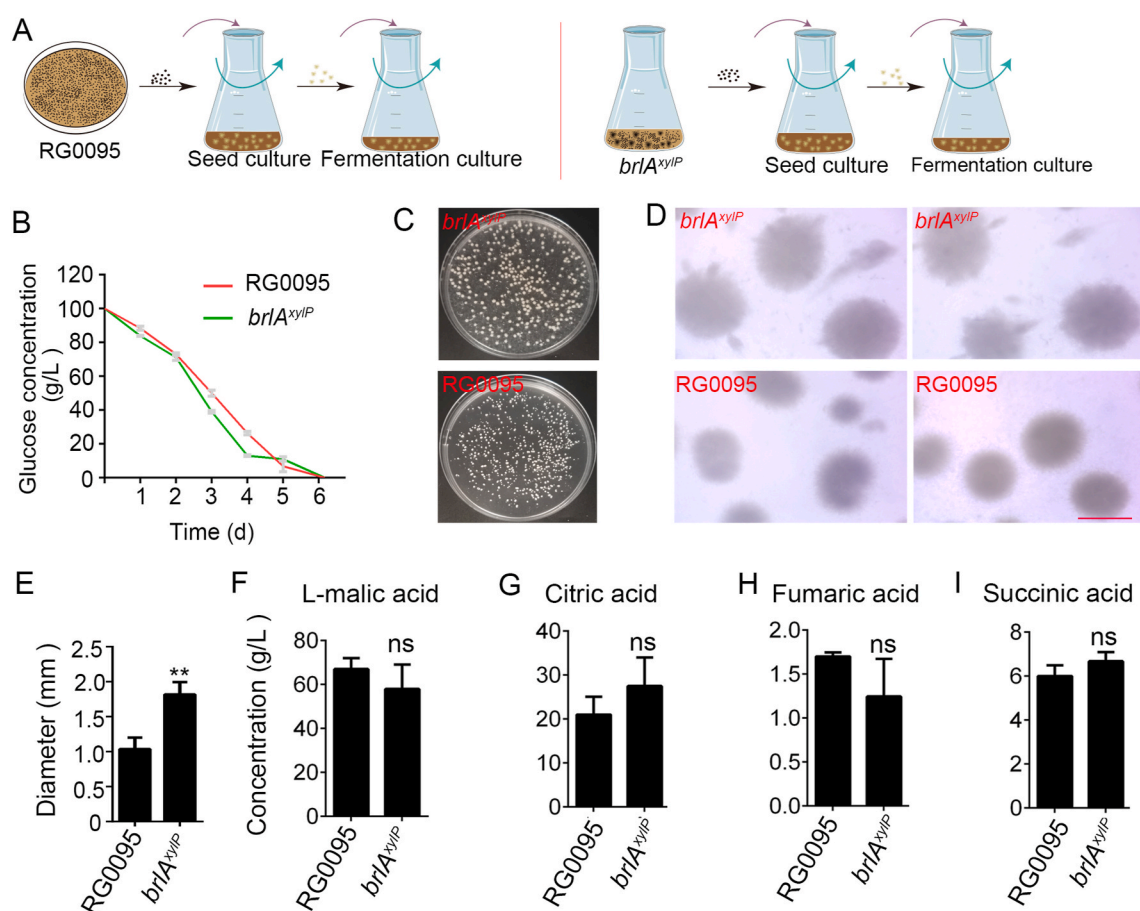 A
RG0095
Seed culture
Fermentation culture
brlA^xylP
Seed culture
Fermentation culture
B
Glucose concentration
(g/L)
120
100
80
60
40
20
0
1 2 3 4 5 6
Time (d)
RG0095
brlA^xylP
C
brlA^xylP
RG0095
D
brlA^xylP
brlA^xylP
RG0095
RG0095
E
Diameter (mm)
2.5
2.0
1.5
1.0
0.5
0
**
RG0095
brlA^xylP
F
L-malic acid
Concentration (g/L)
100
80
60
40
20
0
ns
RG0095
brlA^xylP
G
Citric acid
40
30
20
10
0
ns
RG0095
brlA^xylP
H
Fumaric acid
2.0
1.5
1.0
0.5
0.0
ns
RG0095
brlA^xylP
I
Succinic acid
8
6
4
2
0
ns
RG0095
brlA^xylP